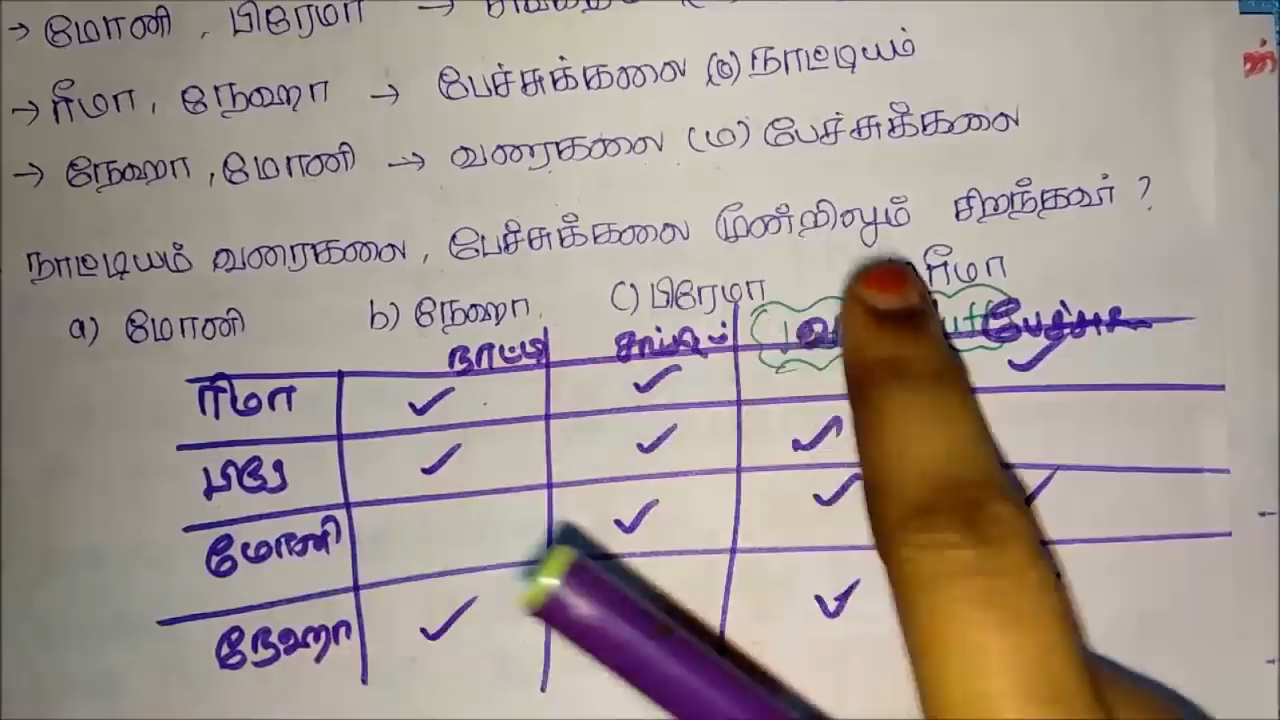 → மோனி, பிரேமா →
→ ரீமா, நேஹா → பேச்சுக்கலை (ம) நாட்டியம்
→ நேஹா, மோனி → வரைகலை (ம) பேச்சுக்கலை
நாட்டியம் வரைகலை, பேச்சுக்கலை மூன்றிலும் சிறந்தவர் ?
a) மோனி b) நேஹா c) பிரேமா ரீமா
நாட்டி
ரீமா ✓ ✓ ✓
பிரே ✓ ✓ ✓
மோனி ✓ ✓
நேஹா ✓ ✓